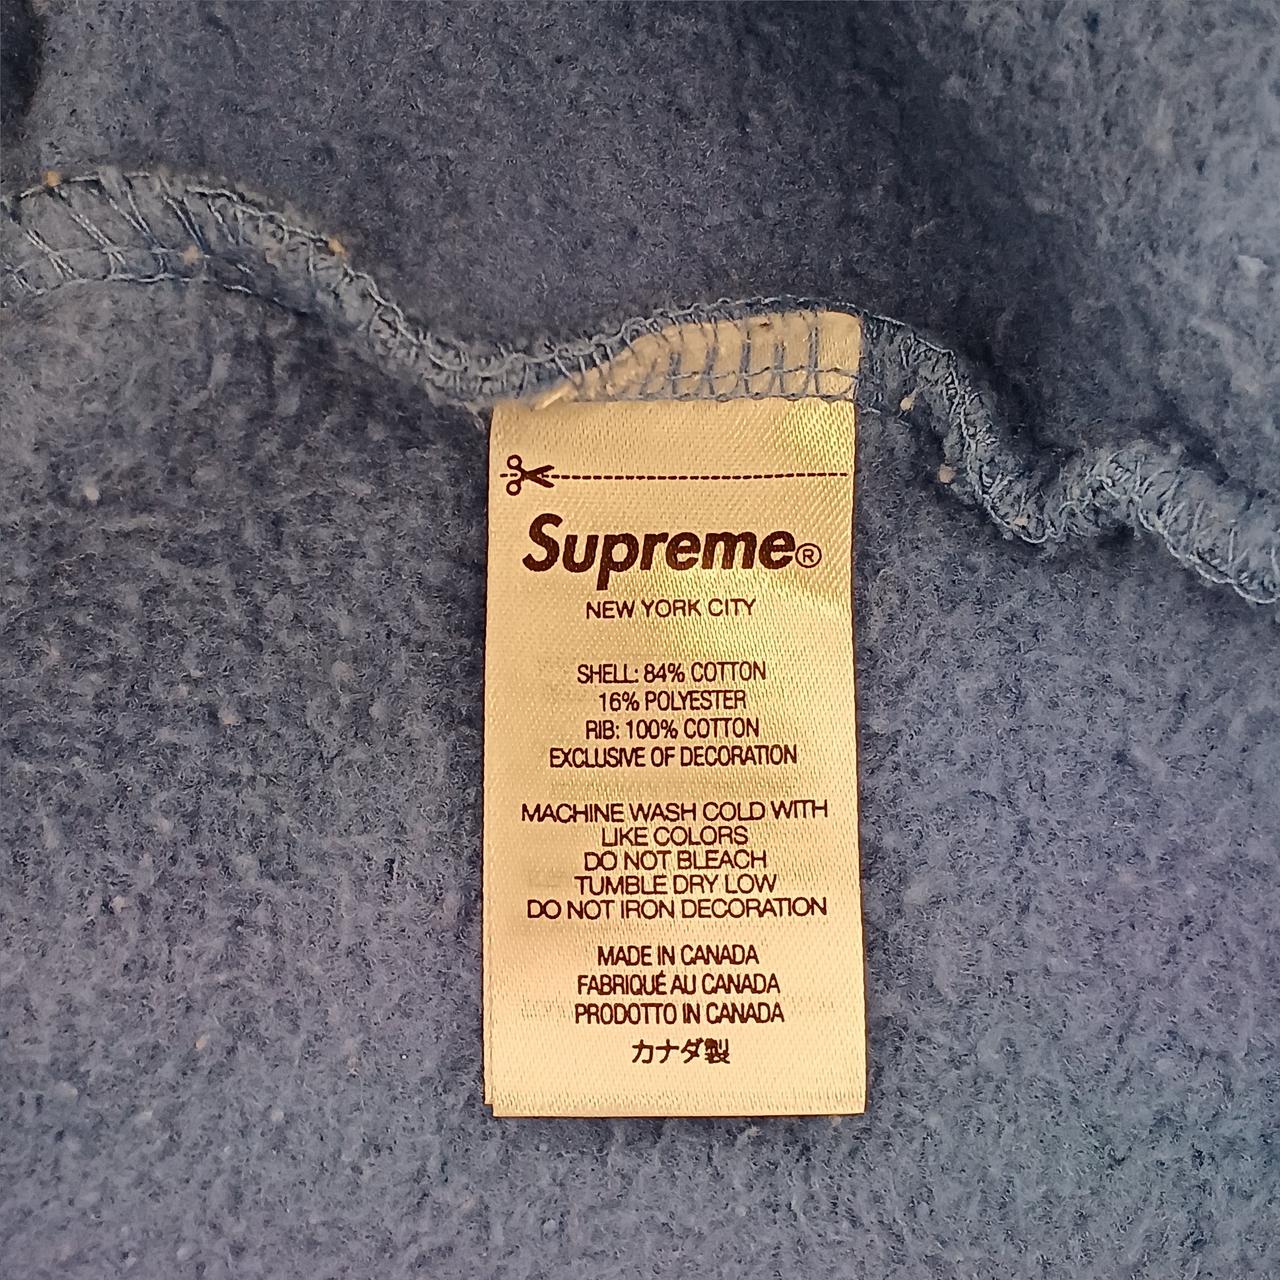 Supreme®
NEW YORK CITY
SHELL: 84% COTTON
16% POLYESTER
RIB: 100% COTTON
EXCLUSIVE OF DECORATION
MACHINE WASH COLD WITH
LIKE COLORS
DO NOT BLEACH
TUMBLE DRY LOW
DO NOT IRON DECORATION
MADE IN CANADA
FABRIQUÉ AU CANADA
PRODOTTO IN CANADA
カナダ製